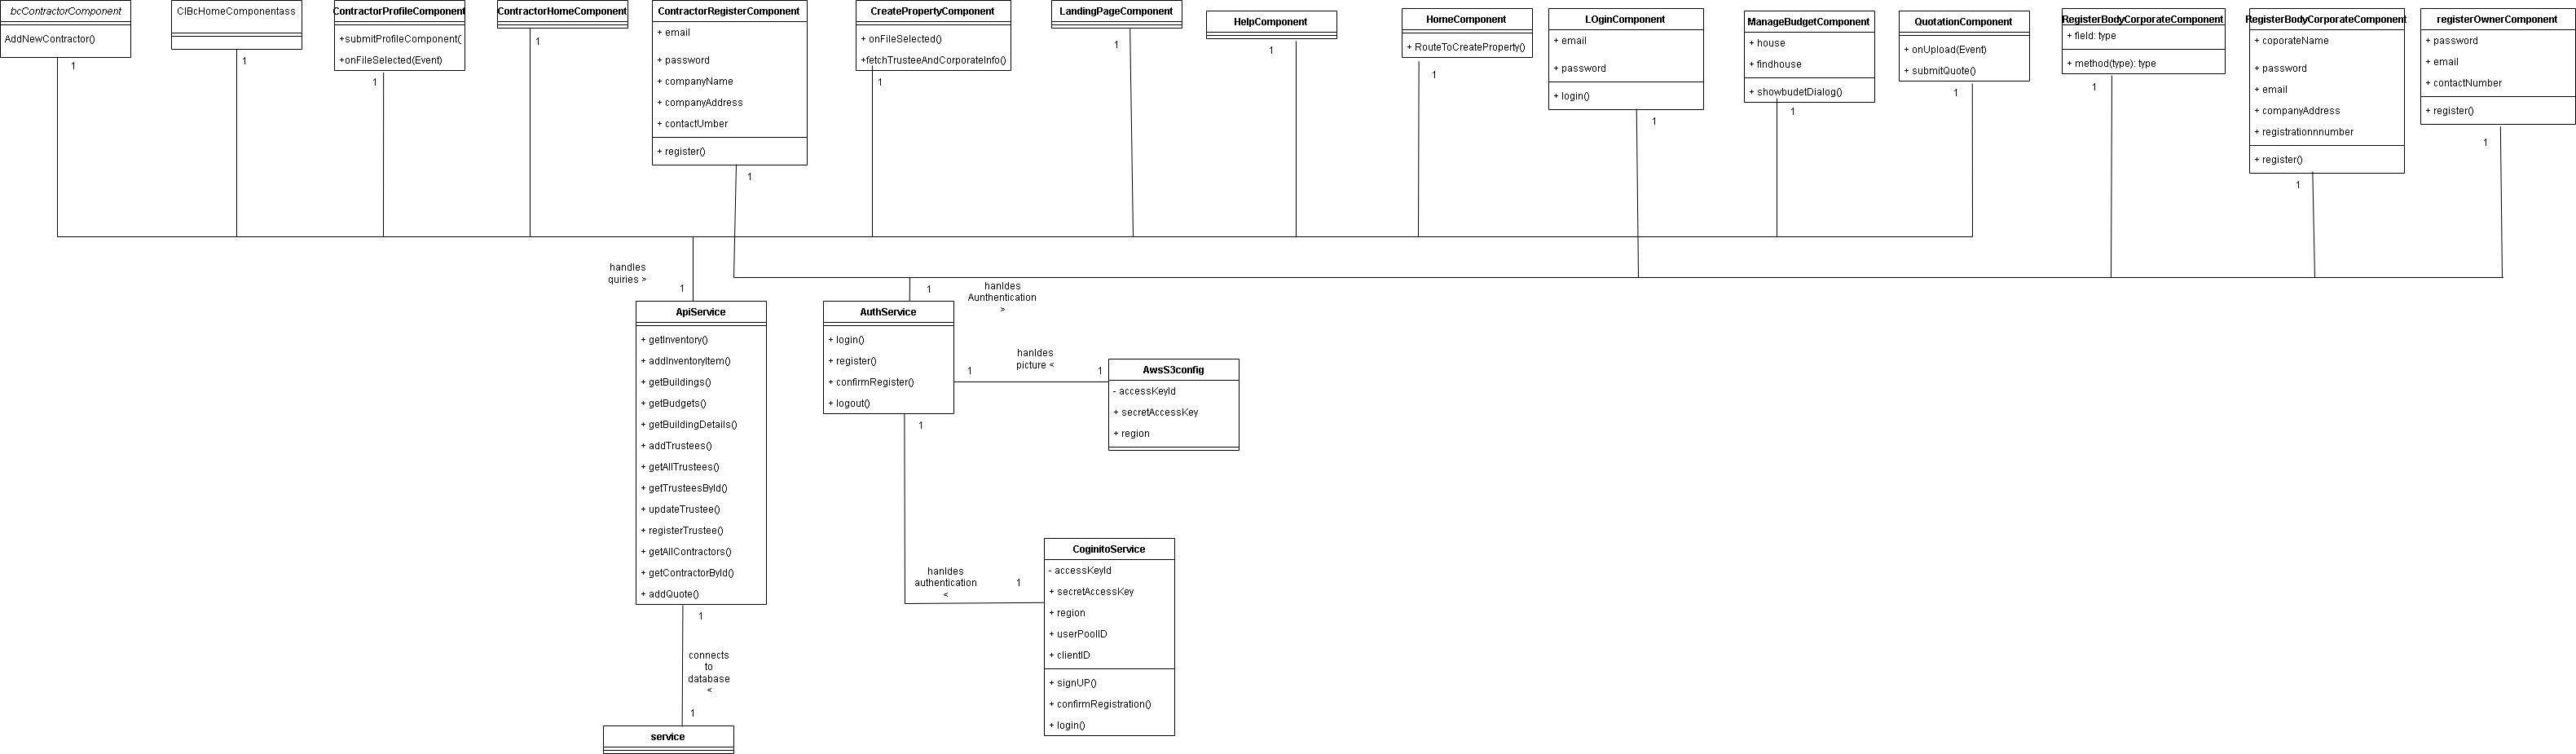 bcContractorComponent
AddNewContractor()
1
ClBcHomeComponentass
1
ContractorProfileComponent
+submitProfileComponent(
+onFileSelected(Event)
1
ContractorHomeComponent
1
ContractorRegisterComponent
+ email
+ password
+ companyName
+ companyAddress
+ contactUmber
+ register()
1
CreatePropertyComponent
+ onFileSelected()
+fetchTrusteeAndCorporateInfo()
1
LandingPageComponent
1
HelpComponent
1
HomeComponent
+ RouteToCreateProperty()
1
LOginComponent
+ email
+ password
+ login()
1
ManageBudgetComponent
+ house
+ findhouse
+ showbudetDialog()
1
QuotationComponent
+ onUpload(Event)
+ submitQuote()
1
RegisterBodyCorporateComponent
+ field: type
+ method(type): type
1
RegisterBodyCorporateComponent
+ coporateName
+ password
+ email
+ companyAddress
+ registrationnnumber
+ register()
1
registerOwnerComponent
+ password
+ email
+ contactNumber
+ register()
1
handles
quiries >
1
ApiService
+ getInventory()
+ addInventoryItem()
+ getBuildings()
+ getBudgets()
+ getBuildingDetails()
+ addTrustees()
+ getAllTrustees()
+ getTrusteesById()
+ updateTrustee()
+ registerTrustee()
+ getAllContractors()
+ getContractorById()
+ addQuote()
1
connects
to
database
<
1
service
1
hanldes
Aunthentication
>
AuthService
+ login()
+ register()
+ confirmRegister()
+ logout()
1
hanldes
picture <
1
AwsS3config
- accessKeyId
+ secretAccessKey
+ region
1
hanldes
authentication
<
1
CoginitoService
- accessKeyId
+ secretAccessKey
+ region
+ userPoolID
+ clientID
+ signUP()
+ confirmRegistration()
+ login()